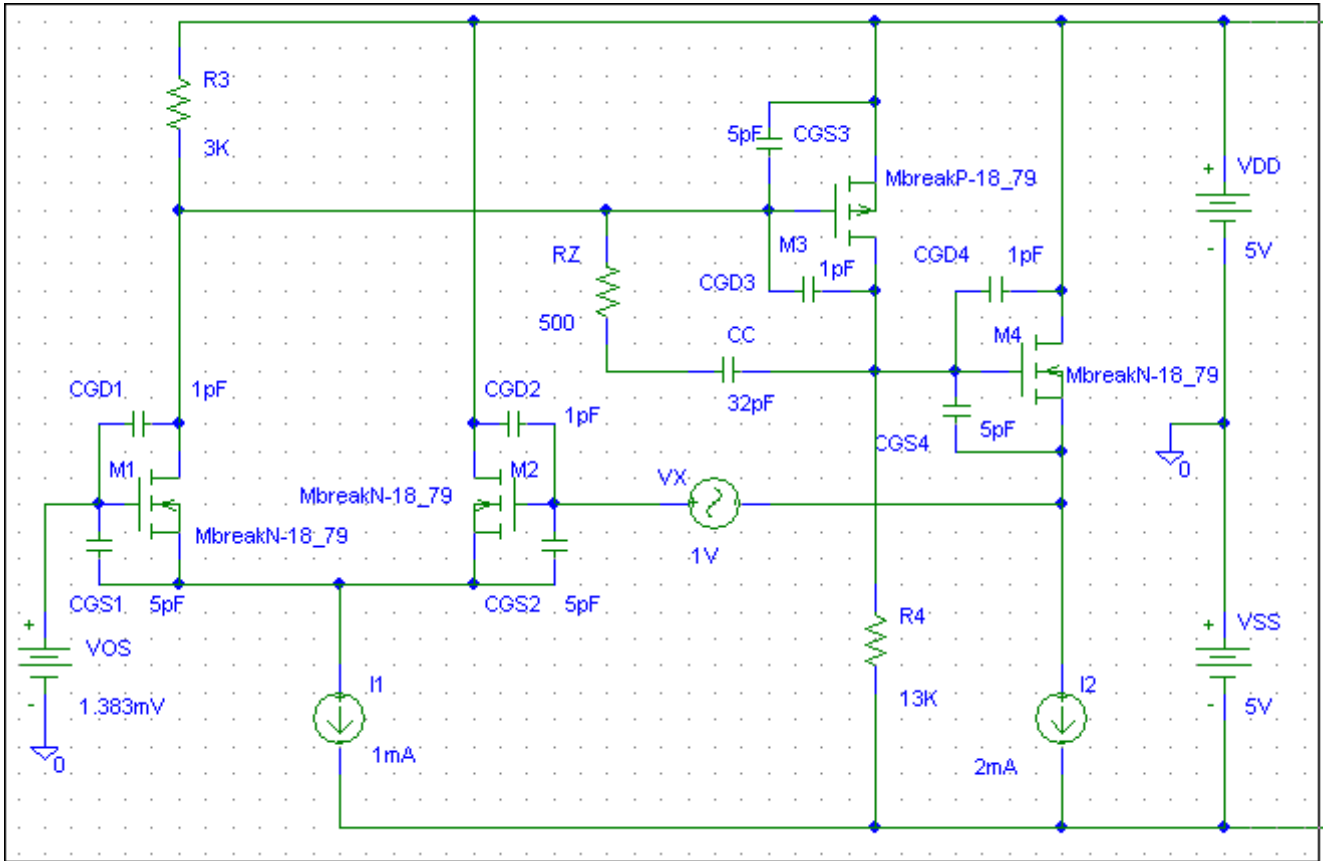 R3
3K
5pF CGS3
MbreakP-18_79
VDD
+
-
5V
M3
1pF
CGD3
CGD4 1pF
RZ
500
CC
32pF
M4
MbreakN-18_79
5pF
CGS4
0
CGD1 1pF
CGD2 1pF
M1
MbreakN-18_79
M2
MbreakN-18_79
VX
+
1V
CGS1 5pF
CGS2 5pF
+
VOS
-
1.383mV
0
I1
1mA
R4
13K
I2
2mA
+
VSS
-
5V